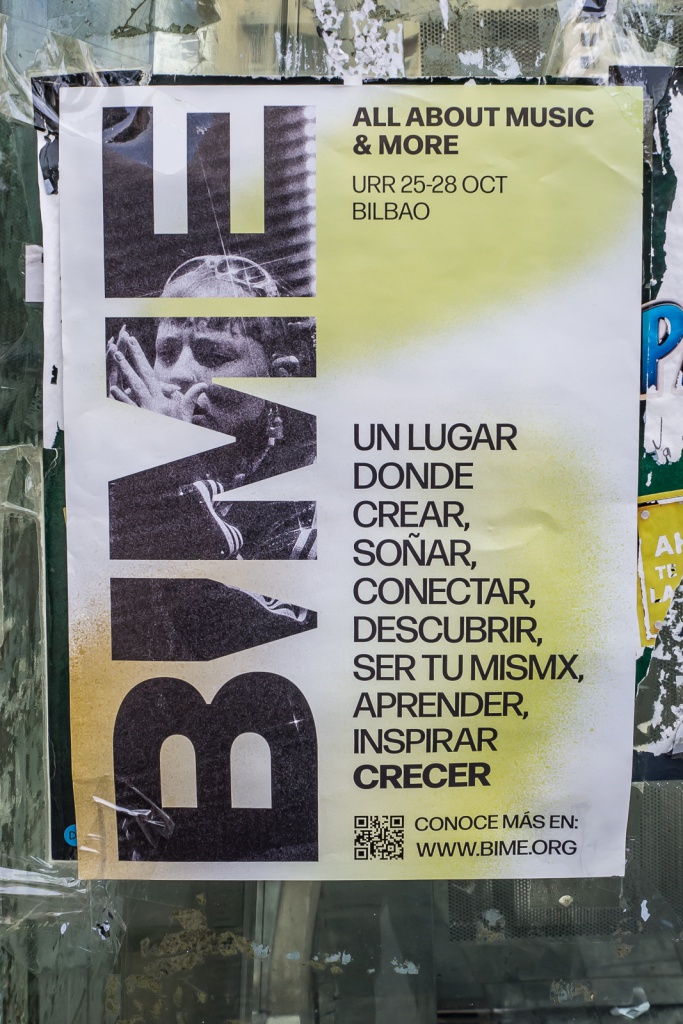 BIME
ALL ABOUT MUSIC
& MORE
URR 25-28 OCT
BILBAO
UN LUGAR
DONDE
CREAR,
SOÑAR,
CONECTAR,
DESCUBRIR,
SER TU MISMX,
APRENDER,
INSPIRAR
CRECER
CONOCE MÁS EN:
WWW.BIME.ORG